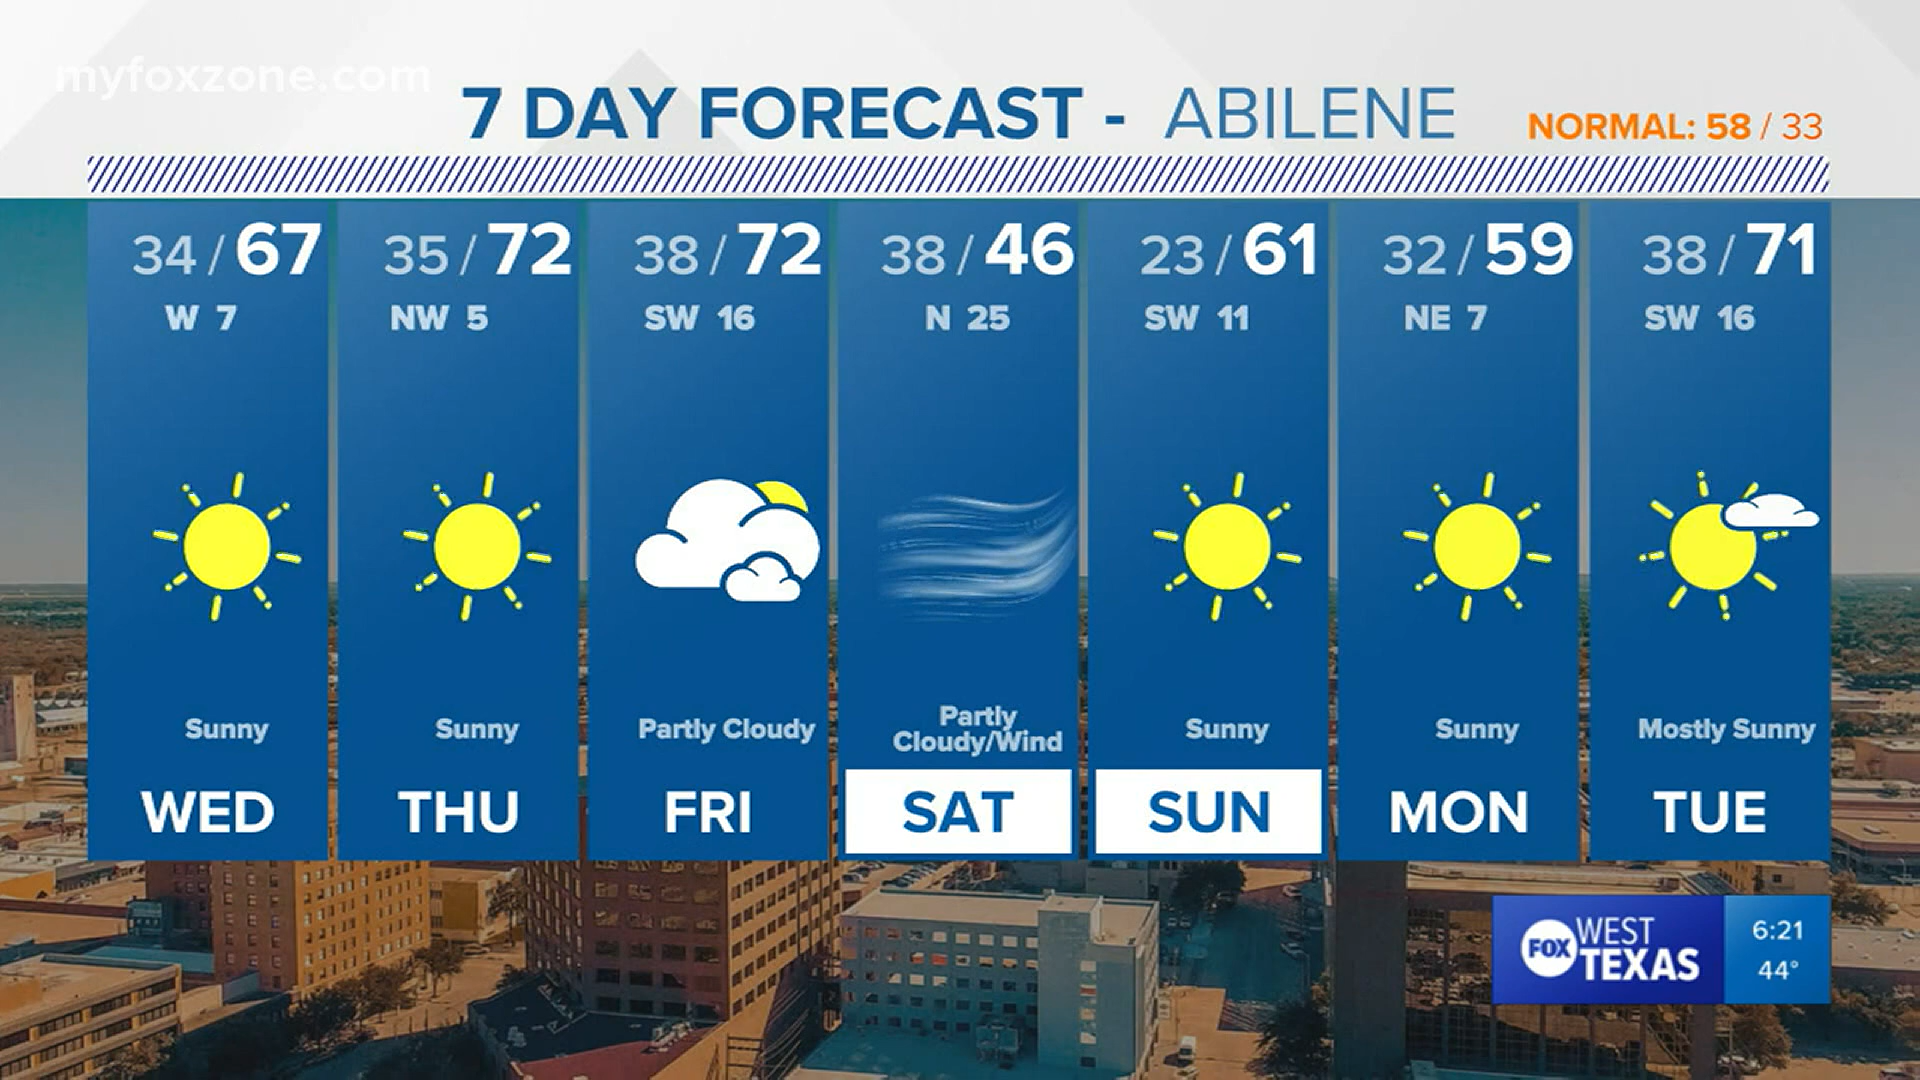 myfoxzone.com
7 DAY FORECAST - ABILENE
NORMAL: 58 / 33
34 / 67
W 7
Sunny
WED
35 / 72
NW 5
Sunny
THU
38 / 72
SW 16
Partly Cloudy
FRI
38 / 46
N 25
Partly
Cloudy/Wind
SAT
23 / 61
SW 11
Sunny
SUN
32 / 59
NE 7
Sunny
MON
38 / 71
SW 16
Mostly Sunny
TUE
FOX
WEST
TEXAS
6:21
44°